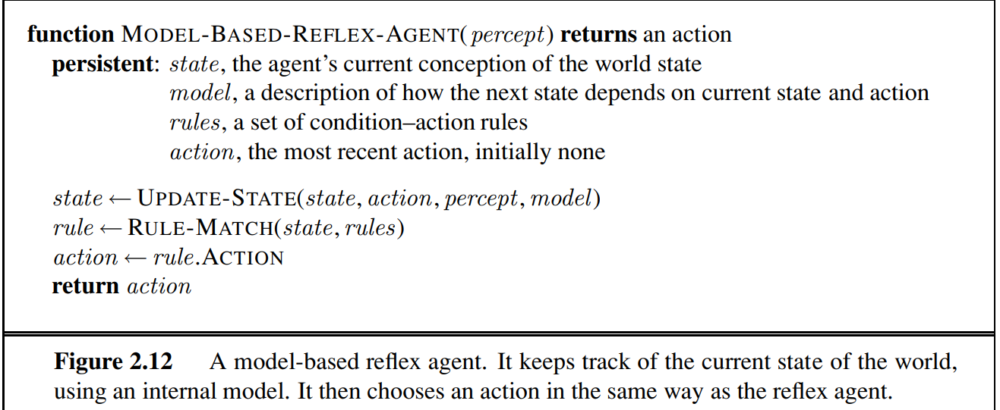 function MODEL-BASED-REFLEX-AGENT(percept) returns an action
persistent: state, the agent's current conception of the world state
model, a description of how the next state depends on current state and action
rules, a set of condition–action rules
action, the most recent action, initially none
state ← UPDATE-STATE(state, action, percept, model)
rule ← RULE-MATCH(state, rules)
action ← rule.ACTION
return action
Figure 2.12 A model-based reflex agent. It keeps track of the current state of the world,
using an internal model. It then chooses an action in the same way as the reflex agent.